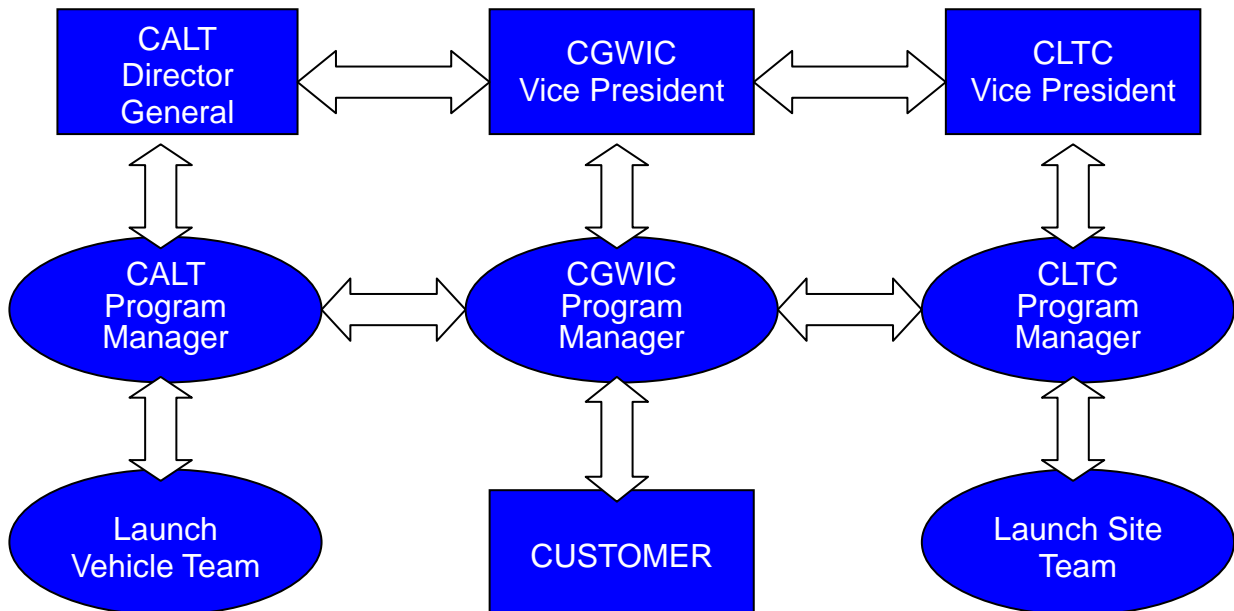 CALT
Director
General
CGWIC
Vice President
CLTC
Vice President
CALT
Program
Manager
CGWIC
Program
Manager
CLTC
Program
Manager
Launch
Vehicle Team
CUSTOMER
Launch Site
Team